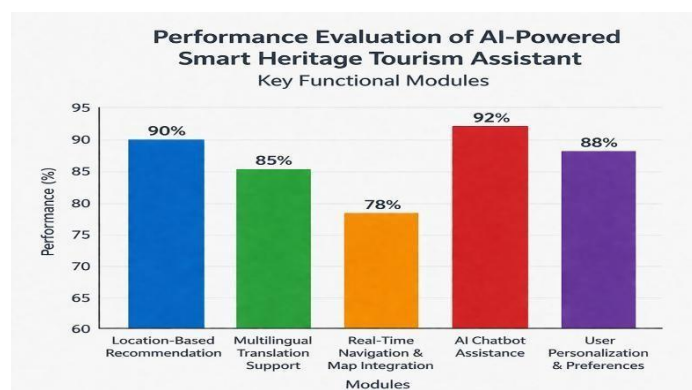 Performance Evaluation of AI-Powered
Smart Heritage Tourism Assistant
Key Functional Modules
Performance (%)
95
90
85
80
75
70
65
60
90%
85%
78%
92%
88%
Location-Based
Recommendation
Multilingual
Translation
Support
Real-Time
Navigation &
Map Integration
AI Chatbot
Assistance
User
Personalization
& Preferences
Modules